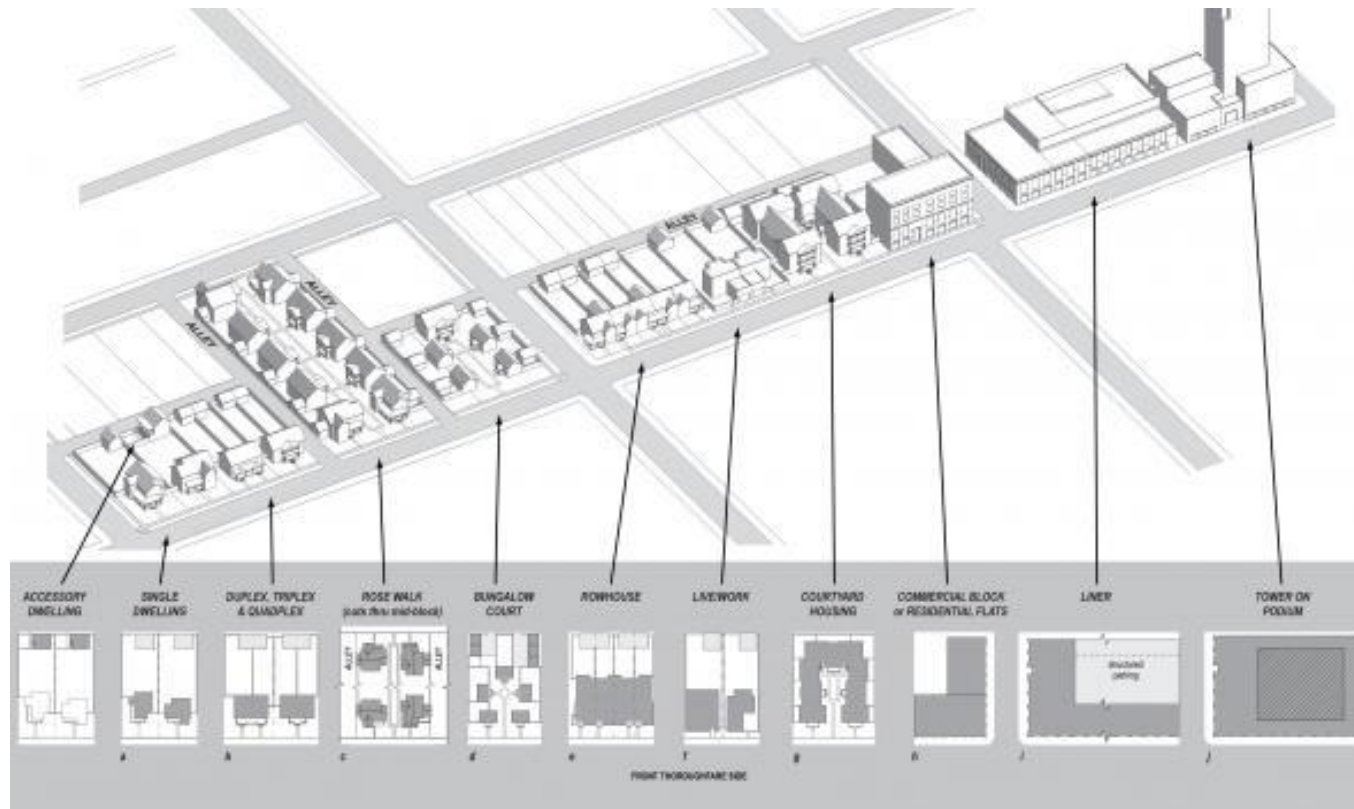 ALLEY
ALLEY
ALLEY
ACCESSORY
DWELLING
SINGLE
DWELLING
DUPLEX, TRIPLEX
& QUADPLEX
ROSE WALK
(cuts thru mid-block)
BUNGALOW
COURT
ROWHOUSE
LIVE/WORK
COURTYARD
HOUSING
COMMERCIAL BLOCK
or RESIDENTIAL FLATS
LINER
TOWER ON
PODIUM
ALLEY
ALLEY
structured
parking
a
b
c
d
e
f
g
h
i
j
FRONT THOROUGHFARE SIDE